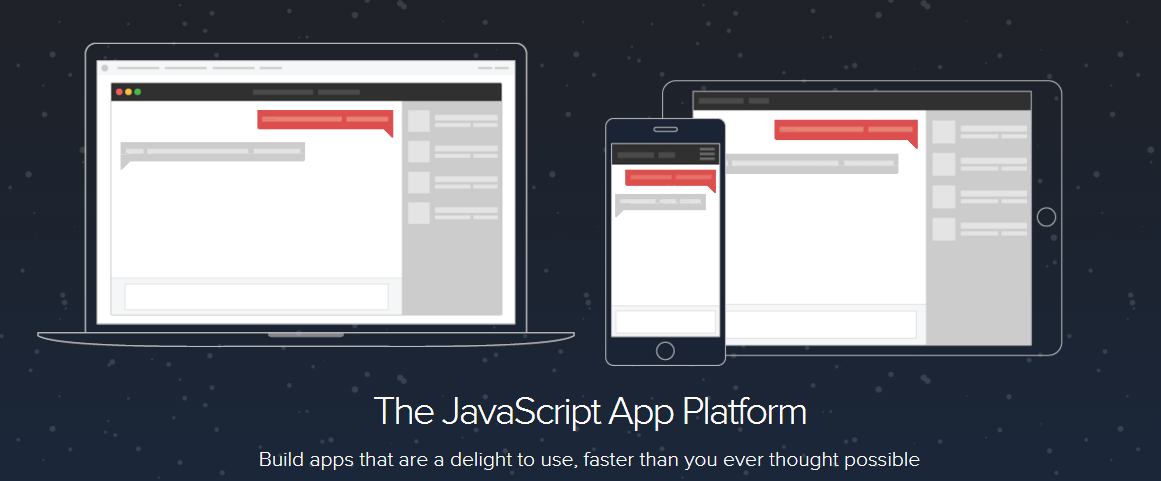 The JavaScript App Platform
Build apps that are a delight to use, faster than you ever thought possible